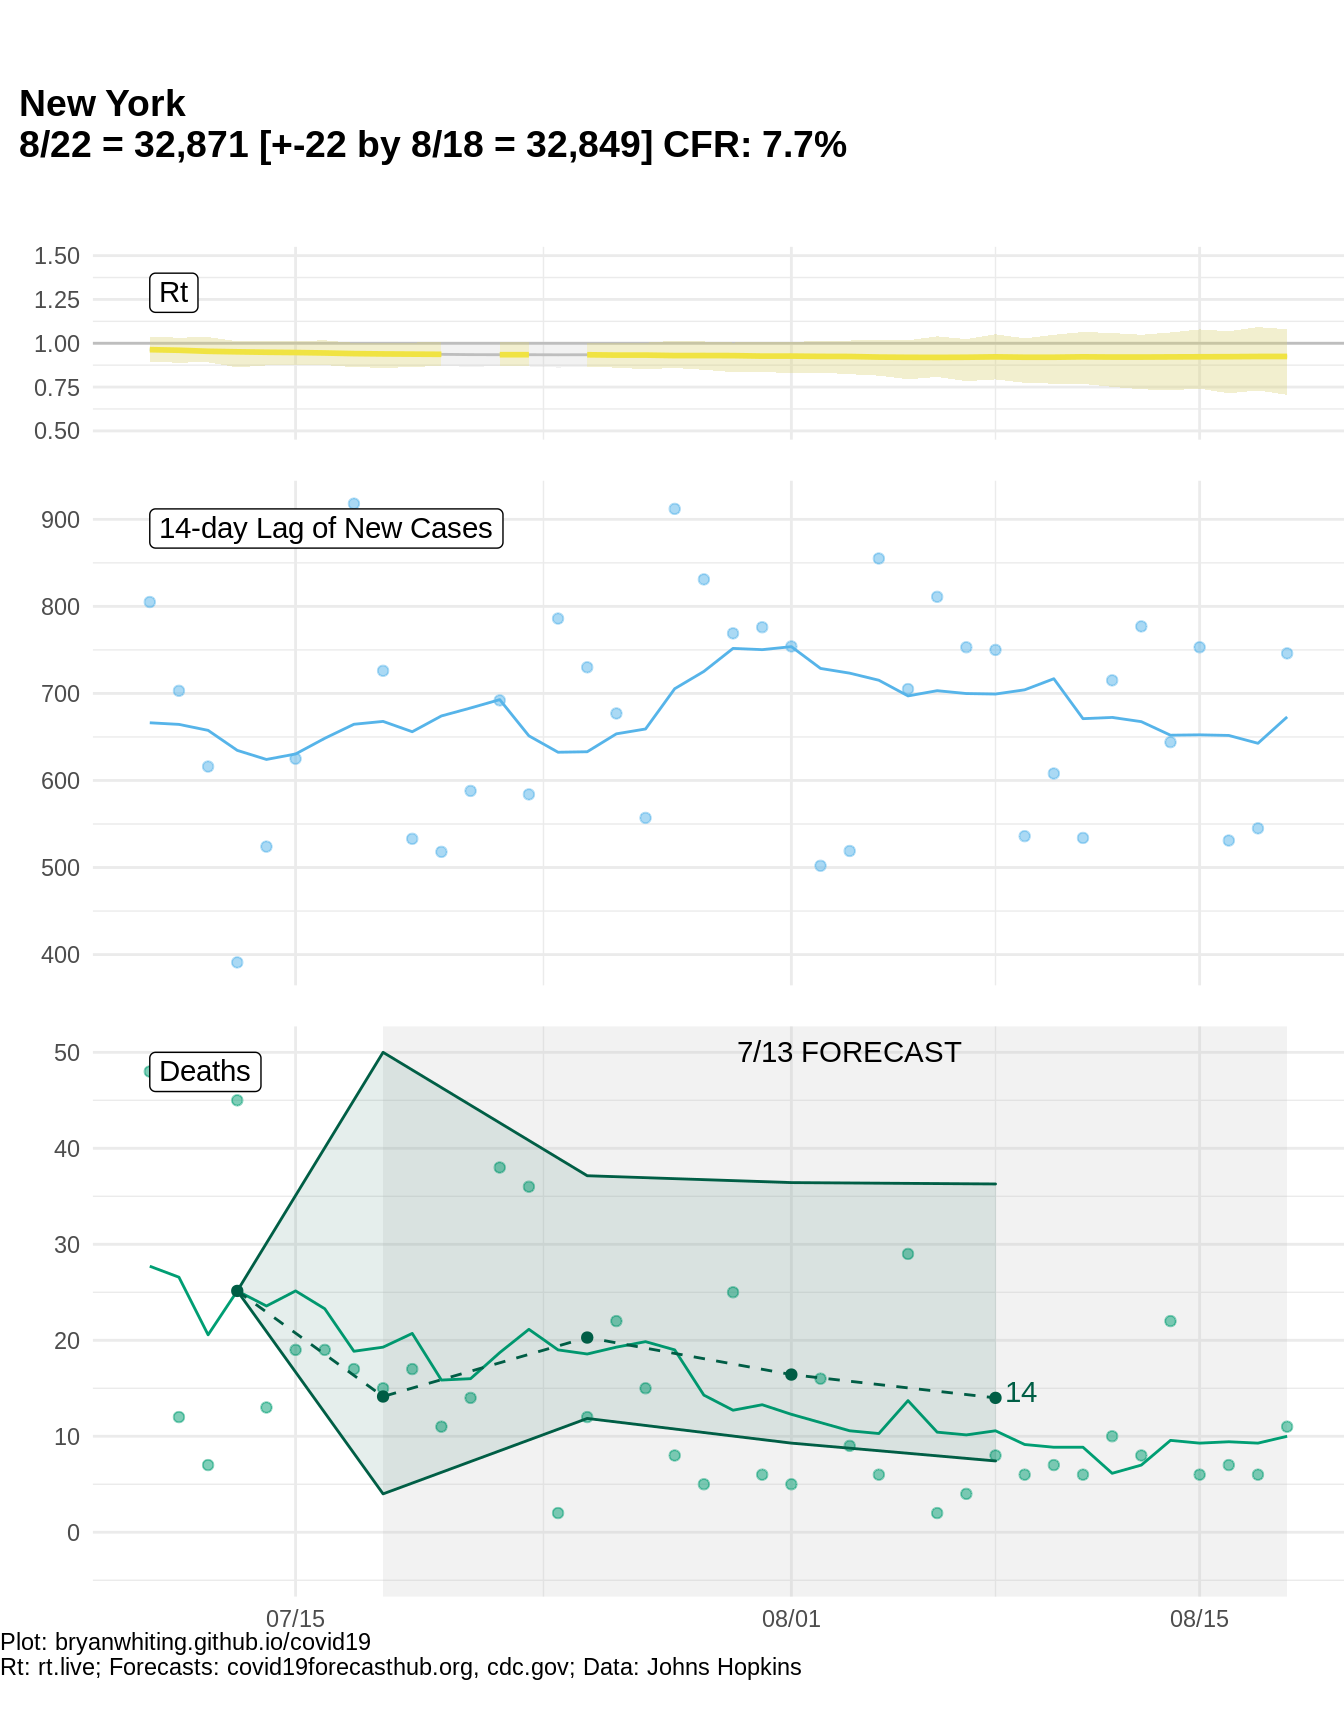 New York
8/22 = 32,871 [+-22 by 8/18 = 32,849] CFR: 7.7%
1.50
1.25
1.00
0.75
0.50
Rt
900
800
700
600
500
400
14-day Lag of New Cases
50
40
30
20
10
0
Deaths
7/13 FORECAST
14
07/15
08/01
08/15
Plot: bryanwhiting.github.io/covid19
Rt: rt.live; Forecasts: covid19forecasthub.org, cdc.gov; Data: Johns Hopkins